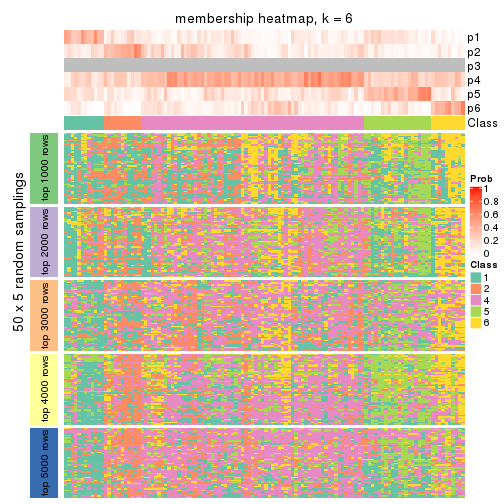 membership heatmap, k = 6
p1
p2
p3
p4
p5
p6
Class
50 x 5 random samplings
top 1000 rows
top 2000 rows
top 3000 rows
top 4000 rows
top 5000 rows
Prob
1
0.8
0.6
0.4
0.2
0
Class
1
2
4
5
6